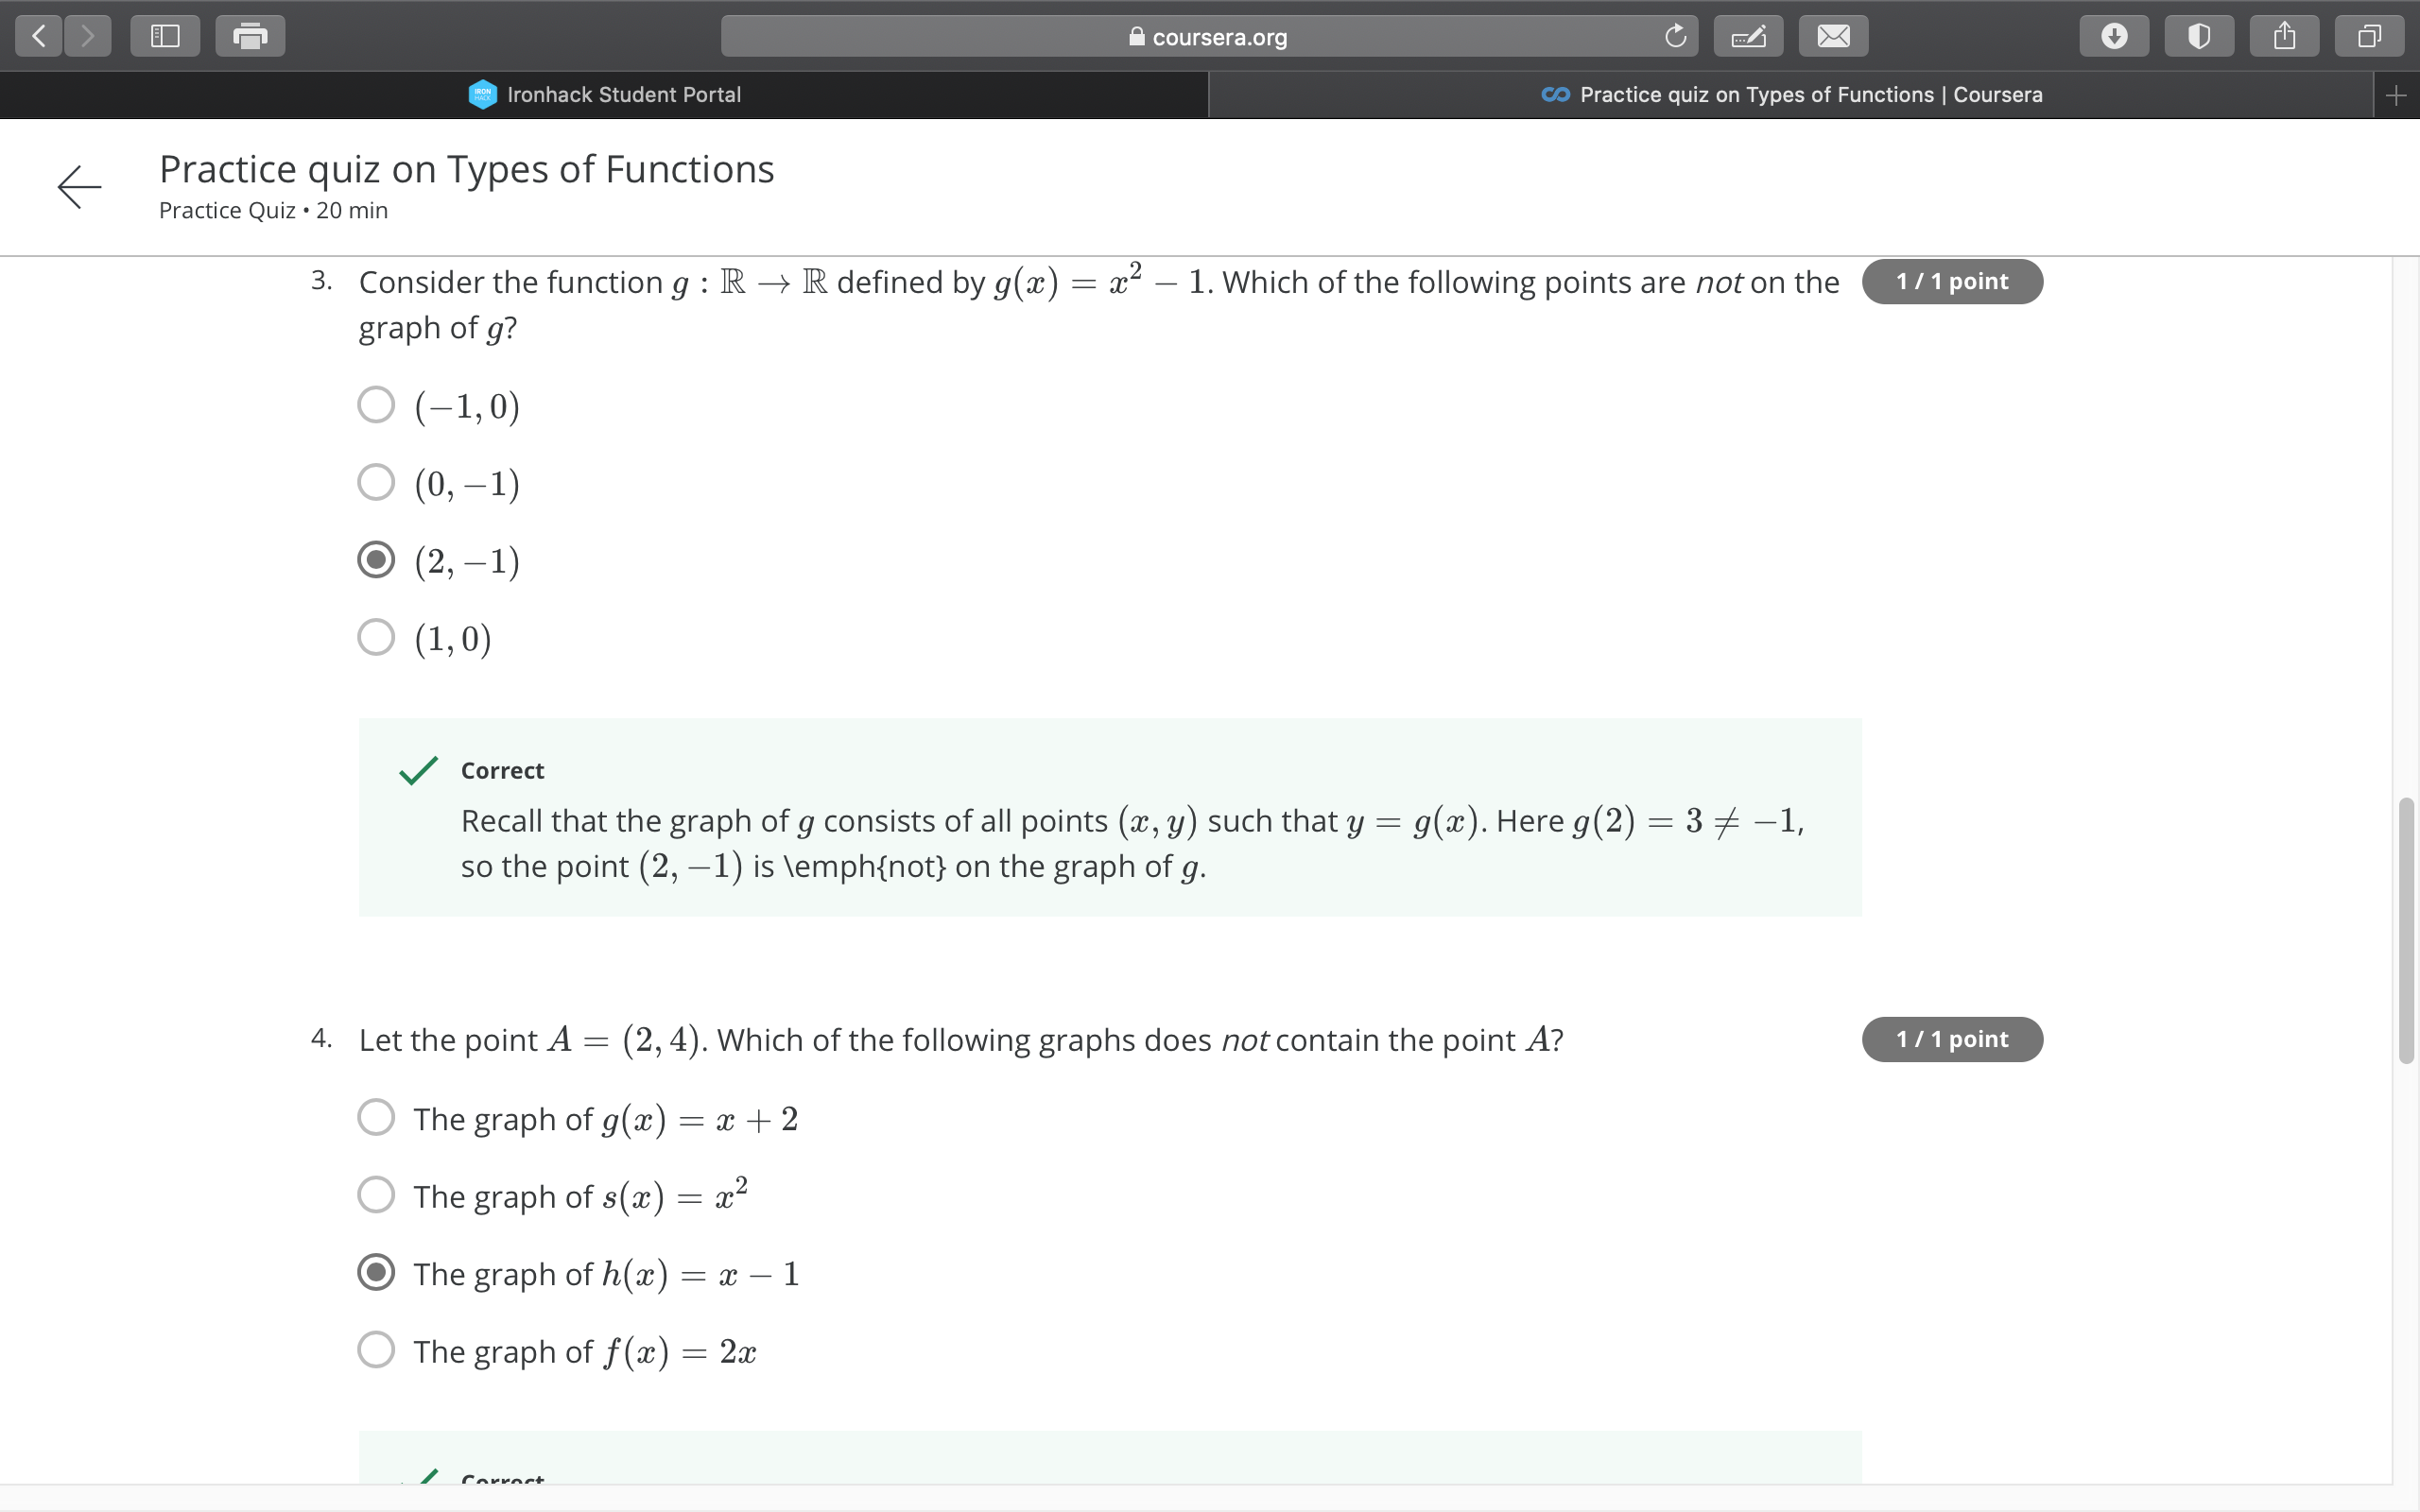 coursera.org
IRON
HACK
Ironhack Student Portal
Practice quiz on Types of Functions | Coursera
Practice quiz on Types of Functions
Practice Quiz • 20 min
3. Consider the function g : ℝ → ℝ defined by g(x) = x² − 1. Which of the following points are not on the
graph of g?
1 / 1 point
(−1, 0)
(0, −1)
(2, −1)
(1, 0)
Correct
Recall that the graph of g consists of all points (x, y) such that y = g(x). Here g(2) = 3 ≠ −1,
so the point (2, −1) is \emph{not} on the graph of g.
4. Let the point A = (2, 4). Which of the following graphs does not contain the point A?
1 / 1 point
The graph of g(x) = x + 2
The graph of s(x) = x²
The graph of h(x) = x − 1
The graph of f(x) = 2x
Correct